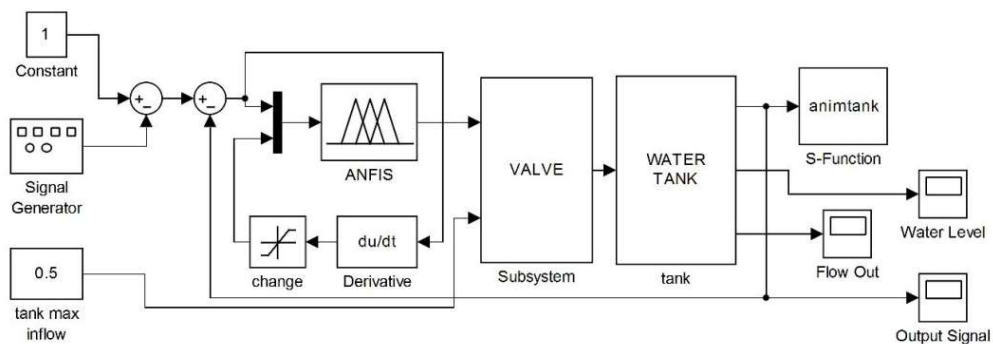 1
Constant
+
−
+
−
ANFIS
VALVE
Subsystem
WATER
TANK
tank
animtank
S-Function
Signal
Generator
change
du/dt
Derivative
Water Level
Flow Out
0.5
tank max
inflow
Output Signal